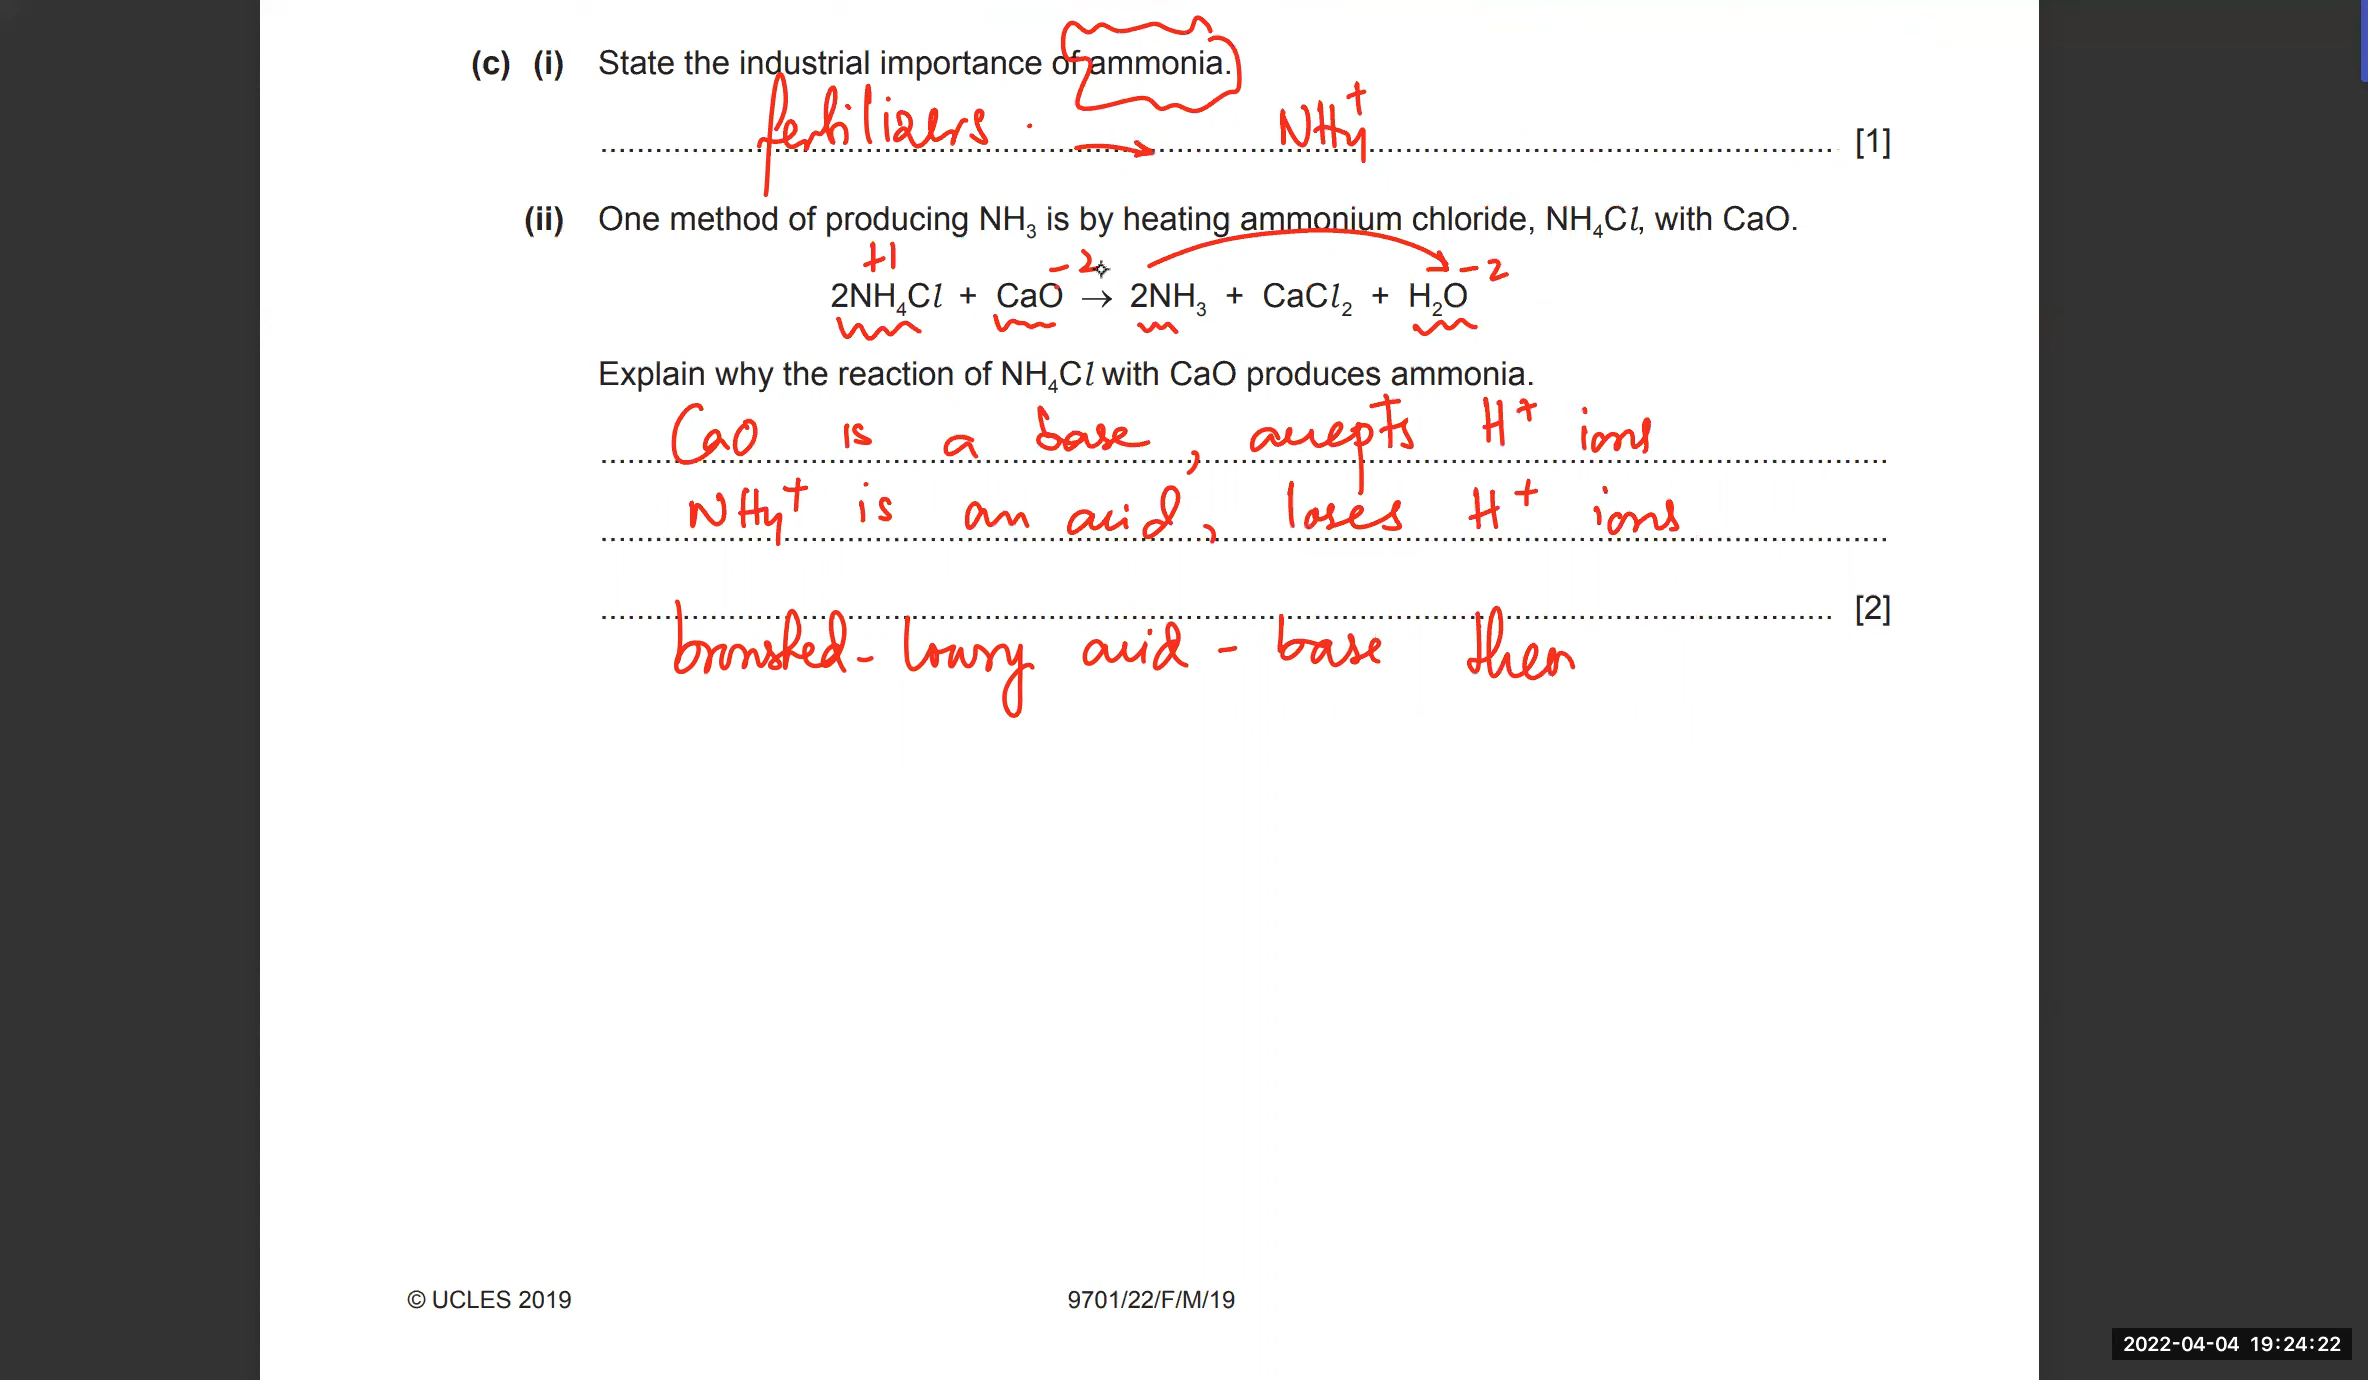 (c) (i) State the industrial importance of ammonia.
fertilizers. → NH4+ [1]
(ii) One method of producing NH3 is by heating ammonium chloride, NH4Cl, with CaO.
+1 -2 -2
2NH4Cl + CaO → 2NH3 + CaCl2 + H2O
Explain why the reaction of NH4Cl with CaO produces ammonia.
CaO is a base, accepts H+ ions
NH4+ is an acid, loses H+ ions
[2]
bronsted-lowry acid-base theo
© UCLES 2019 9701/22/F/M/19
2022-04-04 19:24:22